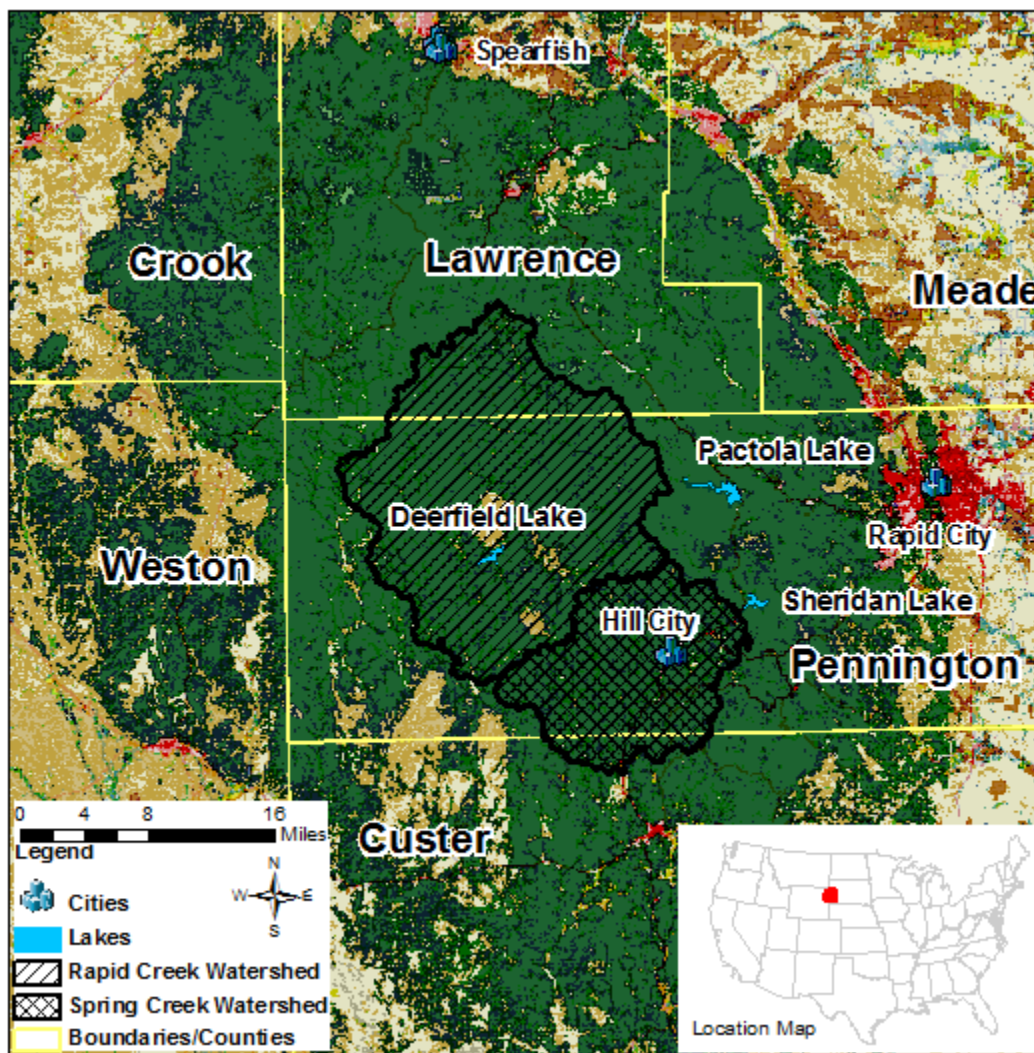 Spearfish
Crook
Lawrence
Meade
Pactola Lake
Deerfield Lake
Rapid City
Weston
Sheridan Lake
Hill City
Pennington
Custer
0 4 8 16
Miles
Legend
N
W E
S
Cities
Lakes
Rapid Creek Watershed
Spring Creek Watershed
Boundaries/Counties
Location Map